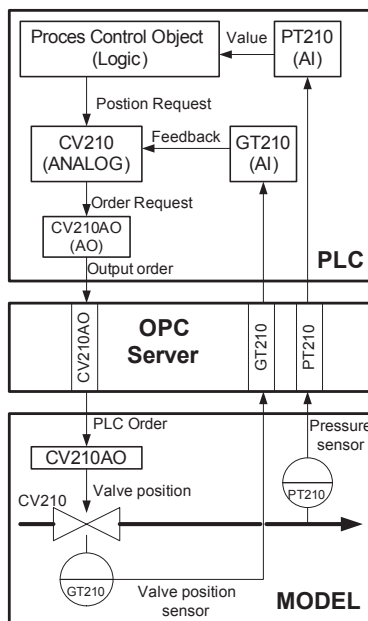 Proces Control Object
(Logic)
Value
PT210
(AI)
Postion Request
CV210
(ANALOG)
Feedback
GT210
(AI)
Order Request
CV210AO
(AO)
Output order
PLC
CV210AO
OPC
Server
GT210
PT210
PLC Order
Pressure
sensor
CV210AO
CV210
Valve position
PT210
GT210
Valve position
sensor
MODEL